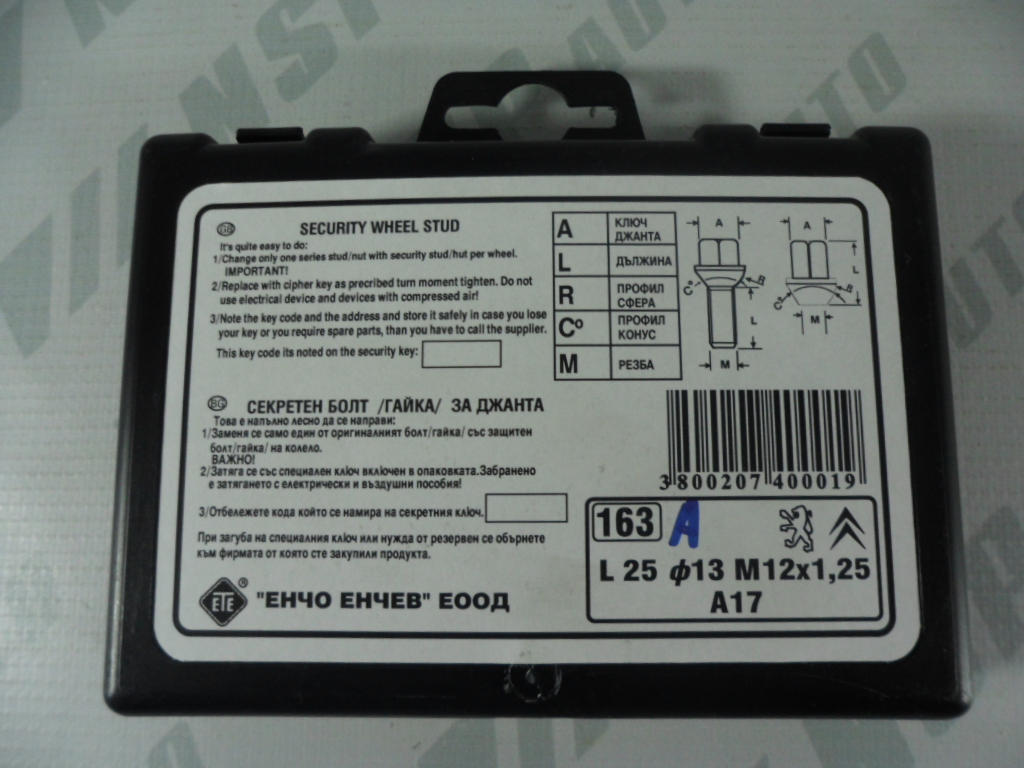 GB SECURITY WHEEL STUD
It's quite easy to do:
1/Change only one series stud/nut with security stud/hut per wheel.
IMPORTANT!
2/Replace with cipher key as precribed turn moment tighten. Do not
use electrical device and devices with compressed air!
3/Note the key code and the address and store it safely in case you lose
your key or you require spare parts, than you have to call the supplier.
This key code its noted on the security key:
A КЛЮЧ ДЖАНТА
L ДЪЛЖИНА
R ПРОФИЛ СФЕРА
C° ПРОФИЛ КОНУС
M РЕЗБА
A
C°
R
L
M
A
C°
R
L
M
BG СЕКРЕТЕН БОЛТ /ГАЙКА/ ЗА ДЖАНТА
Това е напълно лесно да се направи:
1/Заменя се само един от оригиналният болт/гайка/ със защитен
болт/гайка/ на колело.
ВАЖНО!
2/Затяга се със специален ключ включен в опаковката.Забранено
е затягането с електрически и въздушни пособия!
3/Отбележете кода който се намира на секретния ключ.
При загуба на специалния ключ или нужда от резервен се обърнете
към фирмата от която сте закупили продукта.
ETE ® "ЕНЧО ЕНЧЕВ" ЕООД
3 800207 400019
163 A
L 25 ф13 M12x1,25
A17